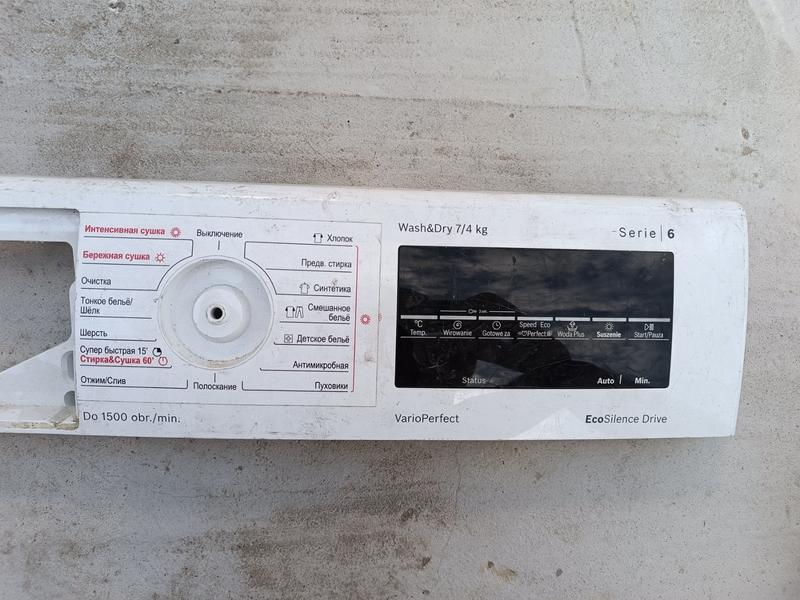 Интенсивная сушка
Бережная сушка
Очистка
Тонкое бельё/
Шёлк
Шерсть
Супер быстрая 15'
Стирка&Сушка 60'
Отжим/Слив
Выключение
Полоскание
Хлопок
Предв. стирка
Синтетика
Смешанное
бельё
Детское бельё
Антимикробная
Пуховики
Do 1500 obr./min.
Wash&Dry 7/4 kg
Serie | 6
°C
Temp.
Wirowanie
Gotowe za
Speed Eco
Perfect
Woda Plus
Suszenie
Start/Pauza
Status
Auto | Min.
VarioPerfect
EcoSilence Drive